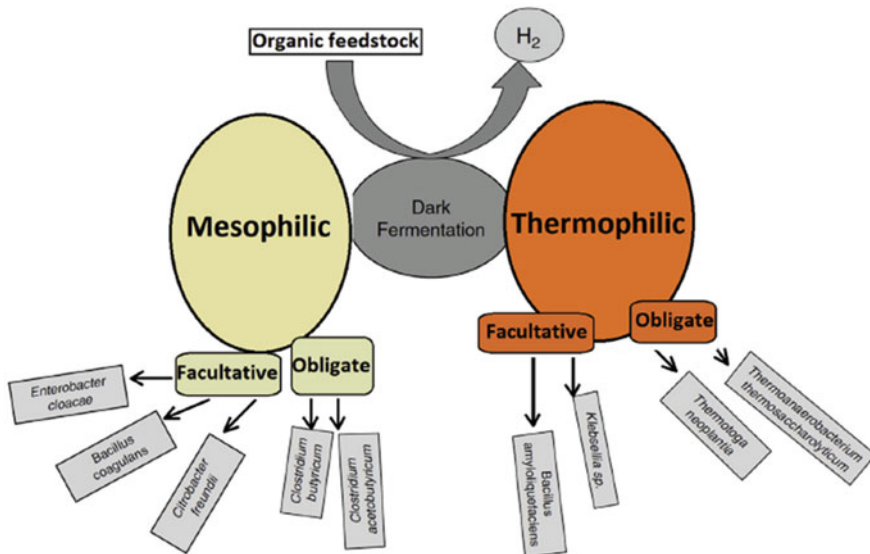 Organic feedstock
H₂
Mesophilic
Dark
Fermentation
Thermophilic
Facultative
Obligate
Facultative
Obligate
Enterobacter
cloacae
Bacillus
coagulans
Citrobacter
freundii
Clostridium
butyricum
Clostridium
acetobutyricum
Bacillus
amyloliquefaciens
Klebsellia sp.
Thermotoga
neoplantia
Thermoanaerobacterium
thermosaccharolyticum